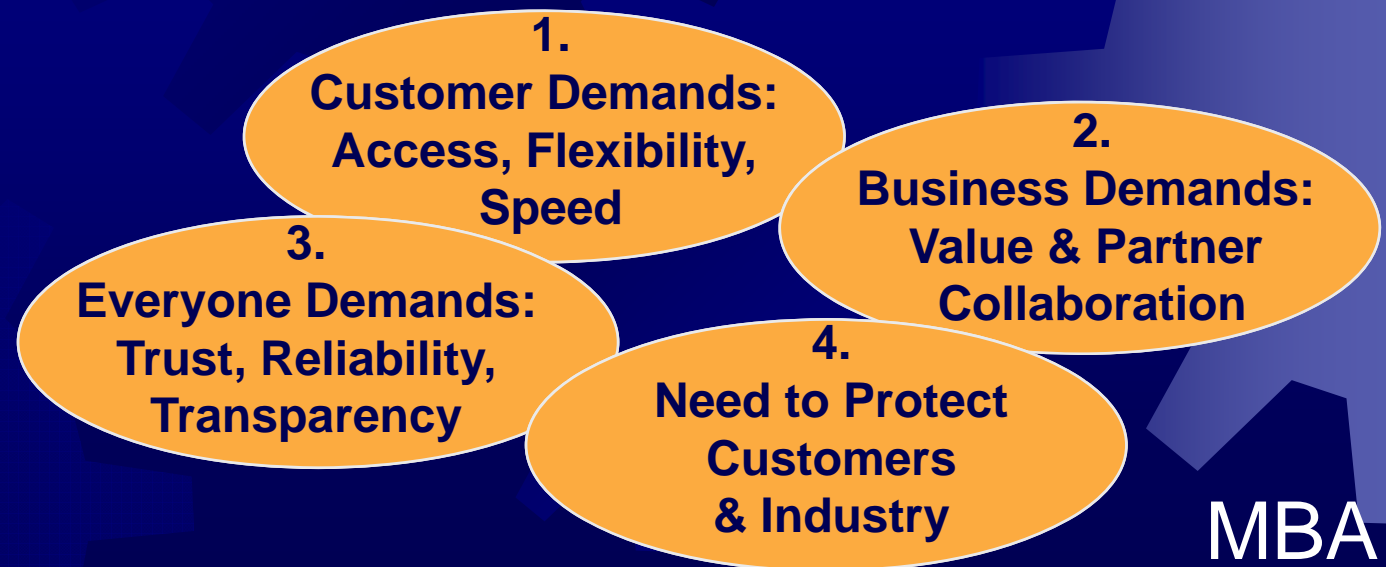 1.
Customer Demands:
Access, Flexibility,
Speed
2.
Business Demands:
Value & Partner
Collaboration
3.
Everyone Demands:
Trust, Reliability,
Transparency
4.
Need to Protect
Customers
& Industry
MBA